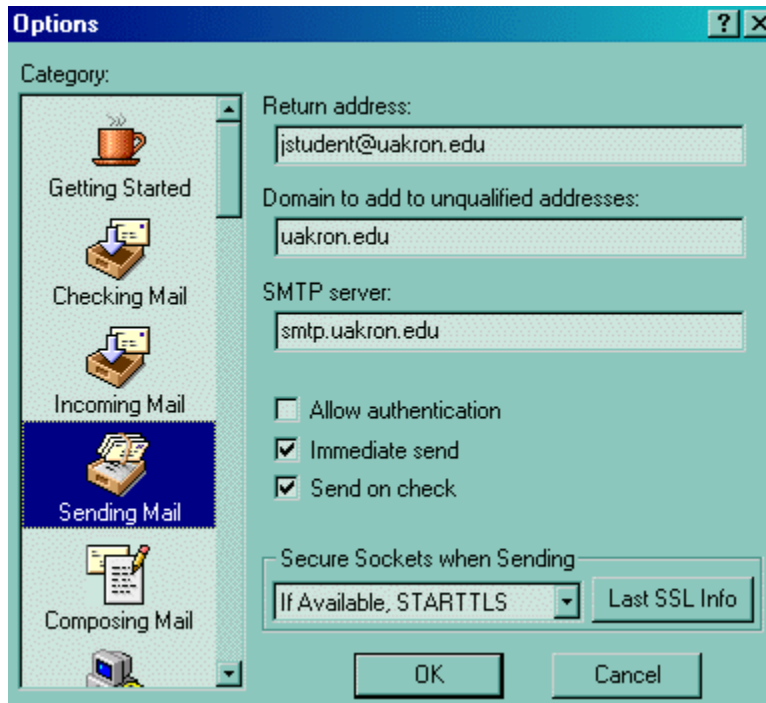 Options
Category:
Getting Started
Checking Mail
Incoming Mail
Sending Mail
Composing Mail
Return address:
jstudent@uakron.edu
Domain to add to unqualified addresses:
uakron.edu
SMTP server:
smtp.uakron.edu
Allow authentication
Immediate send
Send on check
Secure Sockets when Sending
If Available, STARTTLS
Last SSL Info
OK
Cancel